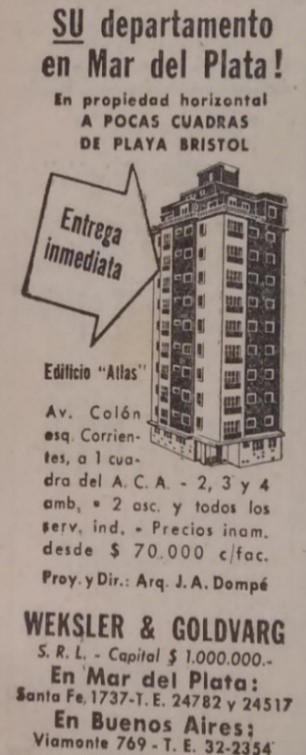 SU departamento
en Mar del Plata!
En propiedad horizontal
A POCAS CUADRAS
DE PLAYA BRISTOL
Entrega
inmediata
Edificio "Atlas"
Av. Colón
esq. Corrien-
tes, a 1 cua-
dra del A. C. A. - 2, 3 y 4
amb, • 2 asc. y todos los
serv. ind. - Precios inam.
desde $ 70.000 c/fac.
Proy. y Dir.: Arq. J. A. Dompé
WEKSLER & GOLDVARG
S. R. L. - Capital $ 1.000.000.-
En Mar del Plata:
Santa Fe, 1737-T. E. 24782 y 24517
En Buenos Aires:
Viamonte 769 - T. E. 32-2354